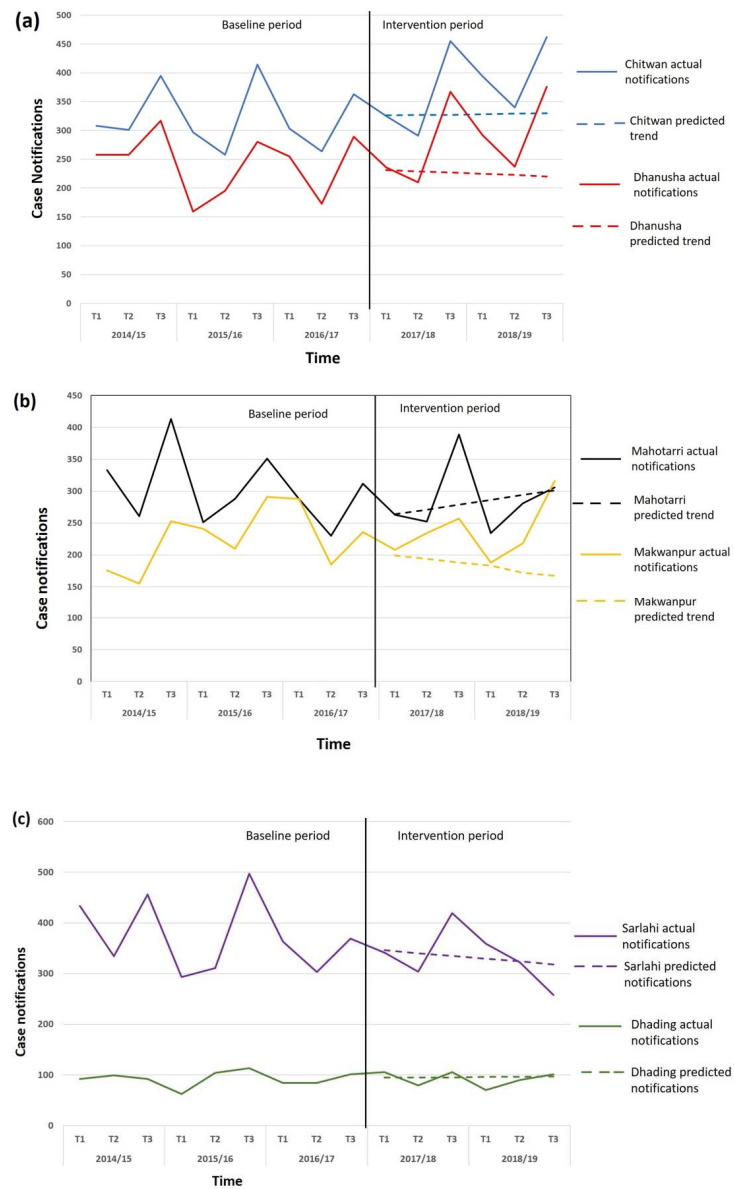 (a)
Baseline period
Intervention period
500
450
400
350
300
250
200
150
100
50
0
Case Notifications
T1 T2 T3 T1 T2 T3 T1 T2 T3 T1 T2 T3 T1 T2 T3
2014/15 2015/16 2016/17 2017/18 2018/19
Time
Chitwan actual
notifications
Chitwan predicted
trend
Dhanusha actual
notifications
Dhanusha
predicted trend
(b)
Baseline period
Intervention period
450
400
350
300
250
200
150
100
50
0
Case notifications
T1 T2 T3 T1 T2 T3 T1 T2 T3 T1 T2 T3 T1 T2 T3
2014/15 2015/16 2016/17 2017/18 2018/19
Time
Mahotarri actual
notifications
Mahotarri
predicted trend
Makwanpur actual
notifications
Makwanpur
predicted trend
(c)
Baseline period
Intervention period
600
500
400
300
200
100
0
Case notifications
T1 T2 T3 T1 T2 T3 T1 T2 T3 T1 T2 T3 T1 T2 T3
2014/15 2015/16 2016/17 2017/18 2018/19
Time
Sarlahi actual
notifications
Sarlahi predicted
notifications
Dhading actual
notifications
Dhading predicted
notifications